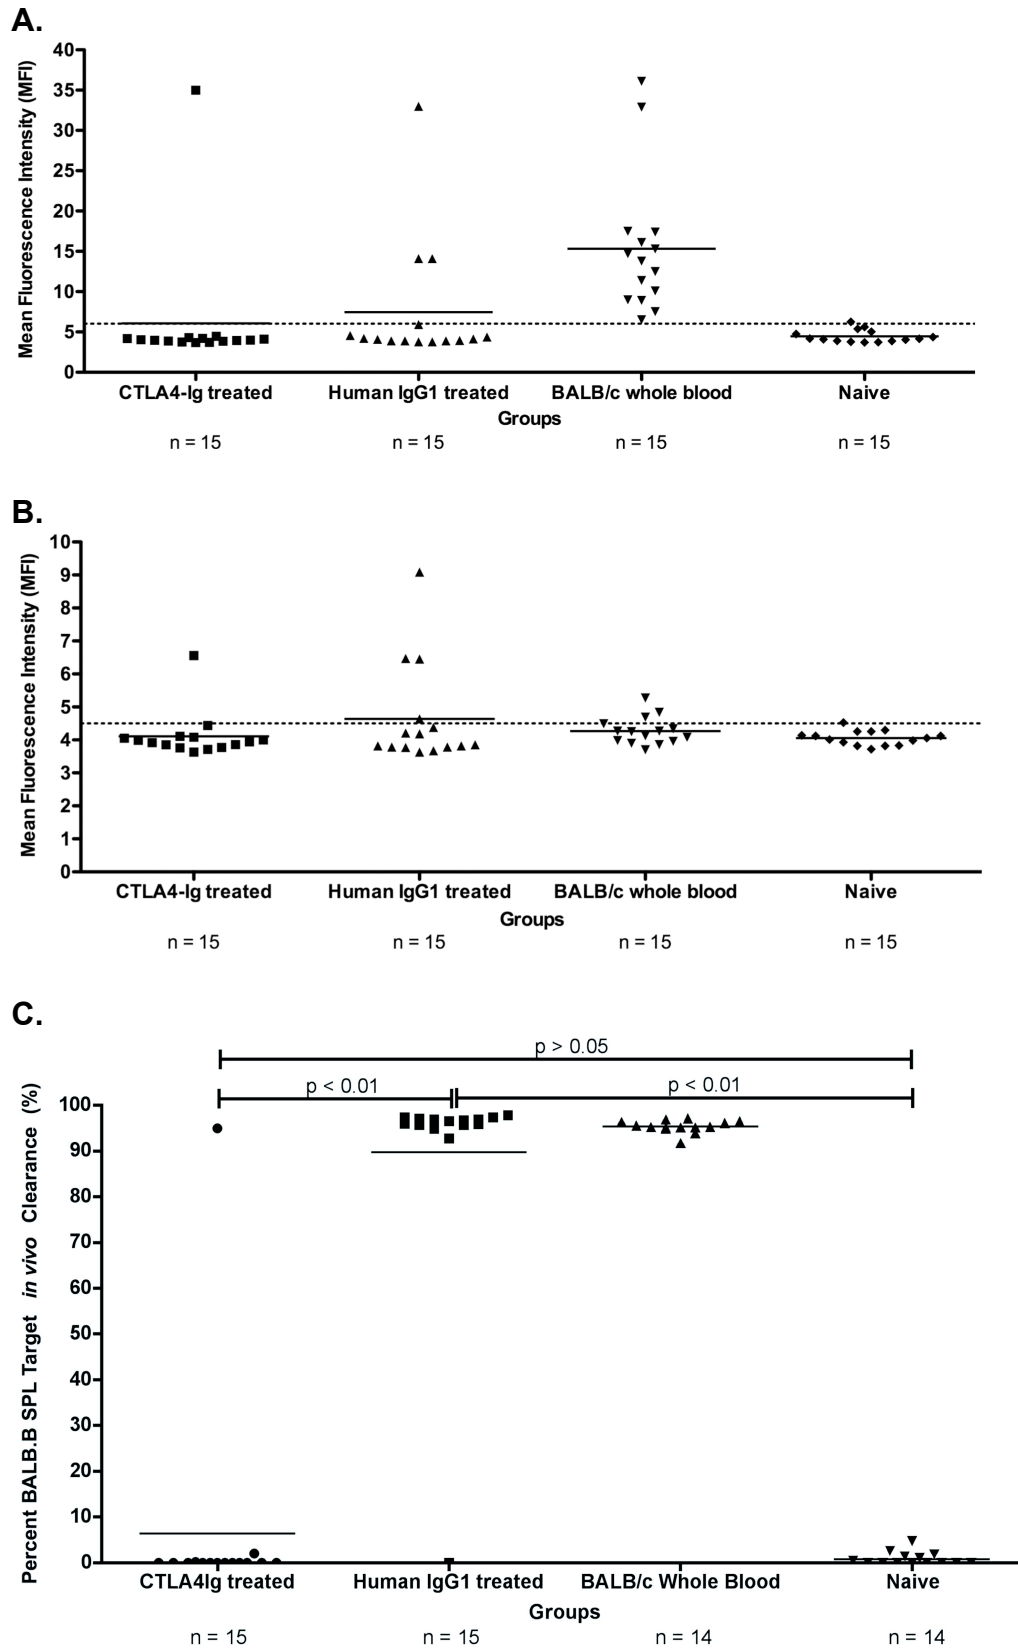 A.
Mean Fluorescence Intensity (MFI)
40
35
30
25
20
15
10
5
0
CTLA4-Ig treated Human IgG1 treated BALB/c whole blood Naive
Groups
n = 15 n = 15 n = 15 n = 15
B.
Mean Fluorescence Intensity (MFI)
10
9
8
7
6
5
4
3
2
1
0
CTLA4-Ig treated Human IgG1 treated BALB/c whole blood Naive
Groups
n = 15 n = 15 n = 15 n = 15
C.
p > 0.05
p < 0.01 p < 0.01
Percent BALB.B SPL Target in vivo Clearance (%)
100
90
80
70
60
50
40
30
20
10
0
CTLA4Ig treated Human IgG1 treated BALB/c Whole Blood Naive
Groups
n = 15 n = 15 n = 14 n = 14